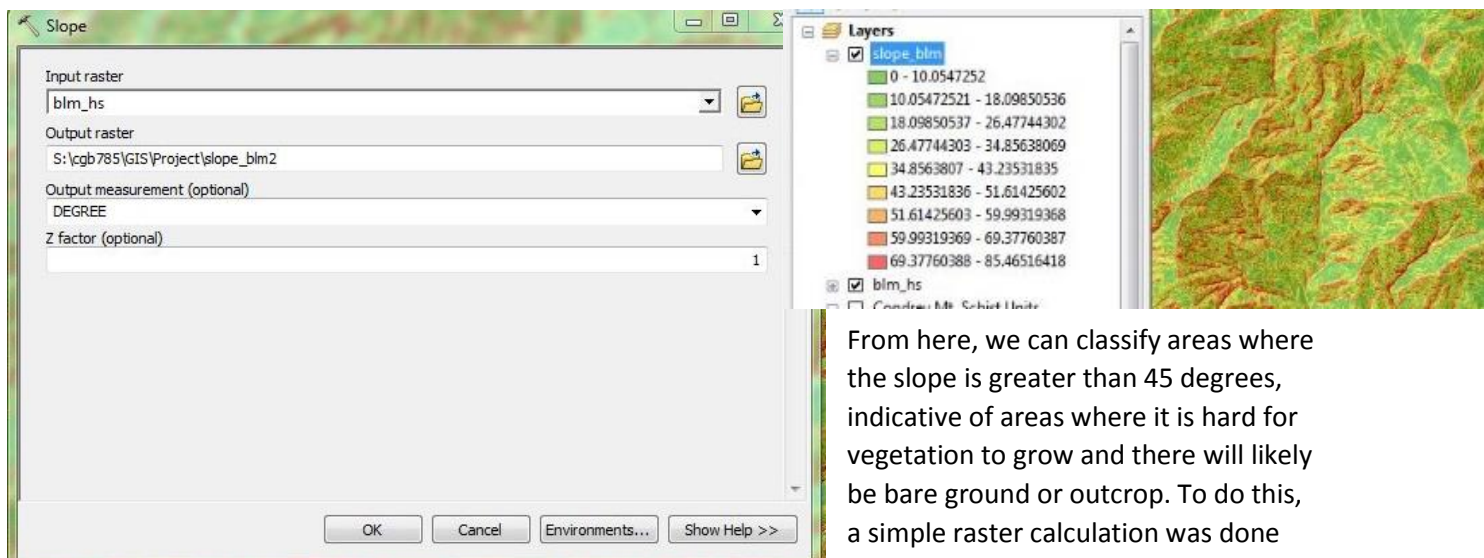 Slope
Input raster
blm_hs
Output raster
S:\cgb785\GIS\Project\slope_blm2
Output measurement (optional)
DEGREE
Z factor (optional)
1
OK Cancel Environments... Show Help >>
Layers
slope_blm
0 - 10.0547252
10.05472521 - 18.09850536
18.09850537 - 26.47744302
26.47744303 - 34.85638069
34.8563807 - 43.23531835
43.23531836 - 51.61425602
51.61425603 - 59.99319368
59.99319369 - 69.37760387
69.37760388 - 85.46516418
blm_hs
Condrey Mt. Schist Units
From here, we can classify areas where
the slope is greater than 45 degrees,
indicative of areas where it is hard for
vegetation to grow and there will likely
be bare ground or outcrop. To do this,
a simple raster calculation was done